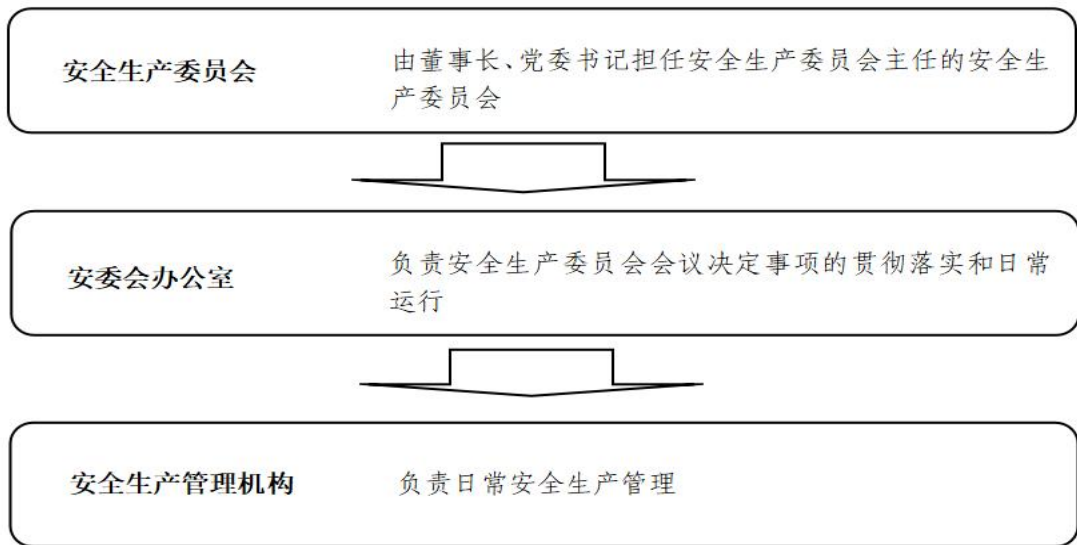 安全生产委员会
由董事长、党委书记担任安全生产委员会主任的安全生
产委员会
安委会办公室
负责安全生产委员会会议决定事项的贯彻落实和日常
运行
安全生产管理机构
负责日常安全生产管理